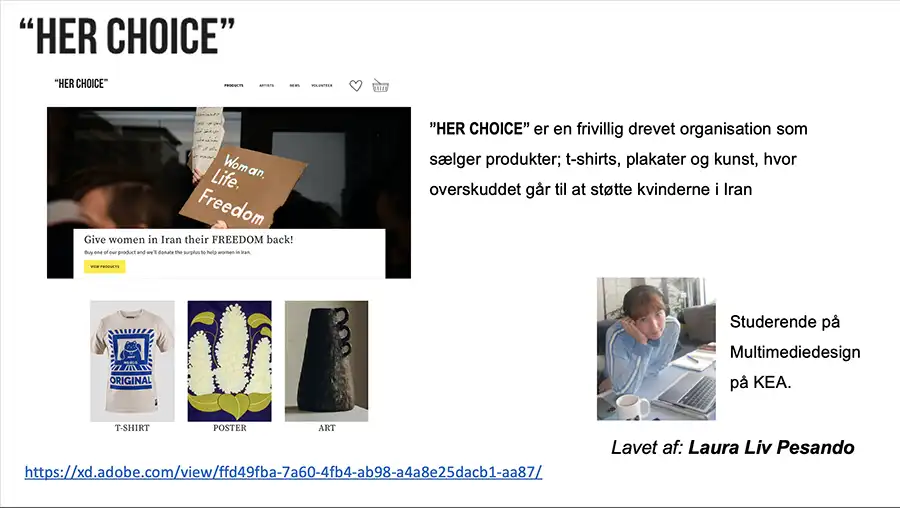 “HER CHOICE”
“HER CHOICE”
PRODUCTS ARTISTS NEWS VOLUNTEER
Woman,
Life,
Freedom
Give women in Iran their FREEDOM back!
Buy one of our product and we'll donate the surplus to help women in Iran.
VIEW PRODUCTS
ORIGINAL
T-SHIRT POSTER ART
”HER CHOICE” er en frivillig drevet organisation som
sælger produkter; t-shirts, plakater og kunst, hvor
overskuddet går til at støtte kvinderne i Iran
Studerende på
Multimediedesign
på KEA.
Lavet af: Laura Liv Pesando
https://xd.adobe.com/view/ffd49fba-7a60-4fb4-ab98-a4a8e25dacb1-aa87/